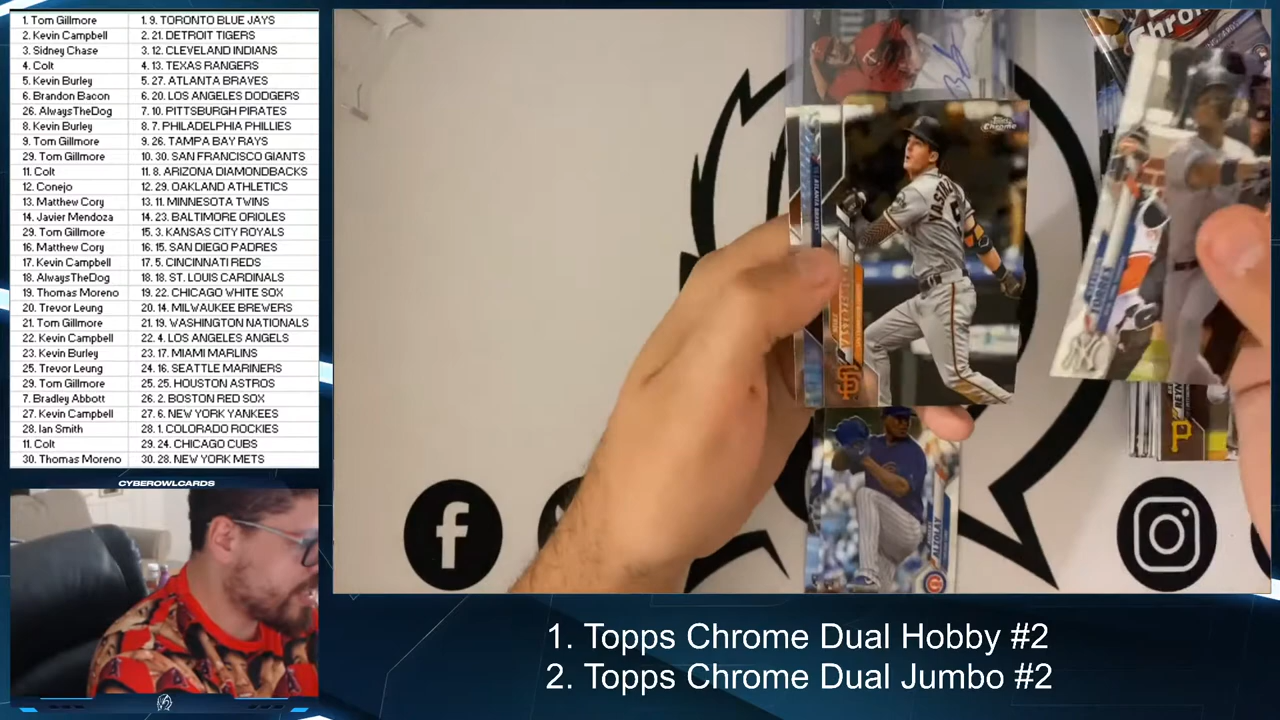 1. Tom Gillmore 1. 9. TORONTO BLUE JAYS
2. Kevin Campbell 2. 21. DETROIT TIGERS
3. Sidney Chase 3. 12. CLEVELAND INDIANS
4. Colt 4. 13. TEXAS RANGERS
5. Kevin Burley 5. 27. ATLANTA BRAVES
6. Brandon Bacon 6. 20. LOS ANGELES DODGERS
26. AlwaysTheDog 7. 10. PITTSBURGH PIRATES
8. Kevin Burley 8. 7. PHILADELPHIA PHILLIES
9. Tom Gillmore 9. 26. TAMPA BAY RAYS
29. Tom Gillmore 10. 30. SAN FRANCISCO GIANTS
11. Colt 11. 8. ARIZONA DIAMONDBACKS
12. Conejo 12. 29. OAKLAND ATHLETICS
13. Matthew Cory 13. 11. MINNESOTA TWINS
14. Javier Mendoza 14. 23. BALTIMORE ORIOLES
29. Tom Gillmore 15. 3. KANSAS CITY ROYALS
16. Matthew Cory 16. 15. SAN DIEGO PADRES
17. Kevin Campbell 17. 5. CINCINNATI REDS
18. AlwaysTheDog 18. 18. ST. LOUIS CARDINALS
19. Thomas Moreno 19. 22. CHICAGO WHITE SOX
20. Trevor Leung 20. 14. MILWAUKEE BREWERS
21. Tom Gillmore 21. 19. WASHINGTON NATIONALS
22. Kevin Campbell 22. 4. LOS ANGELS ANGELS
23. Kevin Burley 23. 17. MIAMI MARLINS
25. Trevor Leung 24. 16. SEATTLE MARINERS
29. Tom Gillmore 25. 25. HOUSTON ASTROS
7. Bradley Abbott 26. 2. BOSTON RED SOX
27. Kevin Campbell 27. 6. NEW YORK YANKEES
28. Ian Smith 28. 1. COLORADO ROCKIES
11. Colt 29. 24. CHICAGO CUBS
30. Thomas Moreno 30. 28. NEW YORK METS
CYBEROWLCARDS
Topps Chrome
ATLANTA BRAVES
YASTRZEMSKI
SF
TORRES
NY
ALZOLAY
P
f
1. Topps Chrome Dual Hobby #2
2. Topps Chrome Dual Jumbo #2